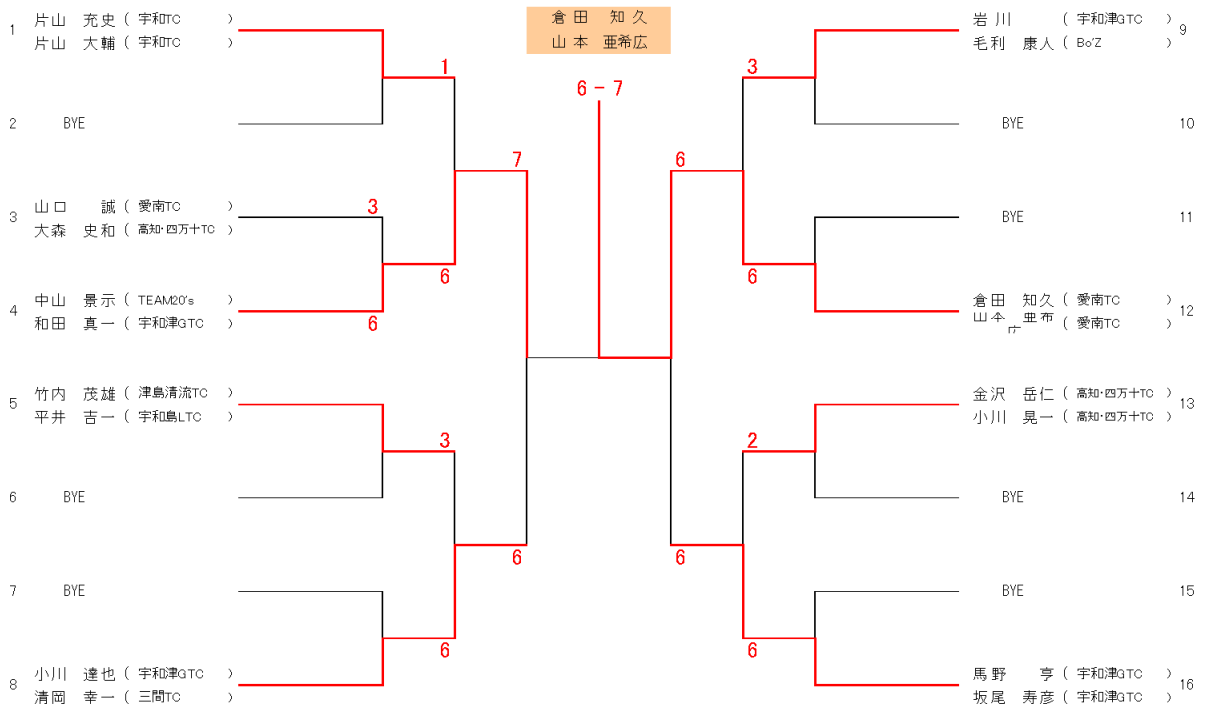 倉田 知久
山本 亜希広
6 - 7
1 片山 充史 ( 宇和TC )
片山 大輔 ( 宇和TC )
1
2 BYE
7
3 山口 誠 ( 愛南TC )
大森 史和 ( 高知・四万十TC )
3
6
4 中山 景示 ( TEAM20's )
和田 真一 ( 宇和津GTC )
6
5 竹内 茂雄 ( 津島清流TC )
平井 吉一 ( 宇和島LTC )
3
6 BYE
6
7 BYE
6
8 小川 達也 ( 宇和津GTC )
清岡 幸一 ( 三間TC )
岩川 ( 宇和津GTC ) 9
毛利 康人 ( Bo'Z )
3
BYE 10
6
BYE 11
6
倉田 知久 ( 愛南TC ) 12
山本 亜希広 ( 愛南TC )
金沢 岳仁 ( 高知・四万十TC ) 13
小川 晃一 ( 高知・四万十TC )
2
BYE 14
6
BYE 15
6
馬野 亨 ( 宇和津GTC ) 16
坂尾 寿彦 ( 宇和津GTC )